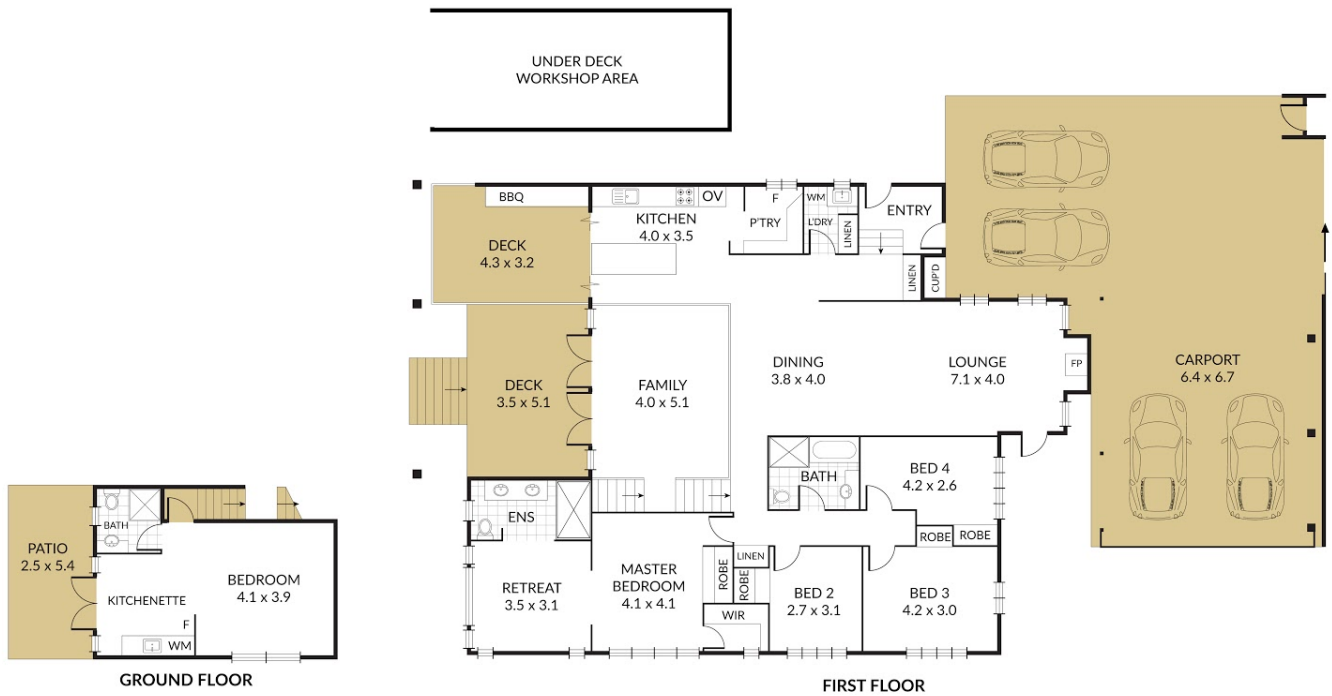 UNDER DECK
WORKSHOP AREA
BBQ
DECK
4.3 x 3.2
KITCHEN
4.0 x 3.5
OV
F
P'TRY
WM
L'DRY
LINEN
ENTRY
LINEN
CUP'D
DECK
3.5 x 5.1
FAMILY
4.0 x 5.1
DINING
3.8 x 4.0
LOUNGE
7.1 x 4.0
FP
CARPORT
6.4 x 6.7
BATH
BED 4
4.2 x 2.6
ROBE
ROBE
ENS
RETREAT
3.5 x 3.1
MASTER
BEDROOM
4.1 x 4.1
ROBE
LINEN
ROBE
WIR
BED 2
2.7 x 3.1
BED 3
4.2 x 3.0
FIRST FLOOR
PATIO
2.5 x 5.4
BATH
KITCHENETTE
F
WM
BEDROOM
4.1 x 3.9
GROUND FLOOR